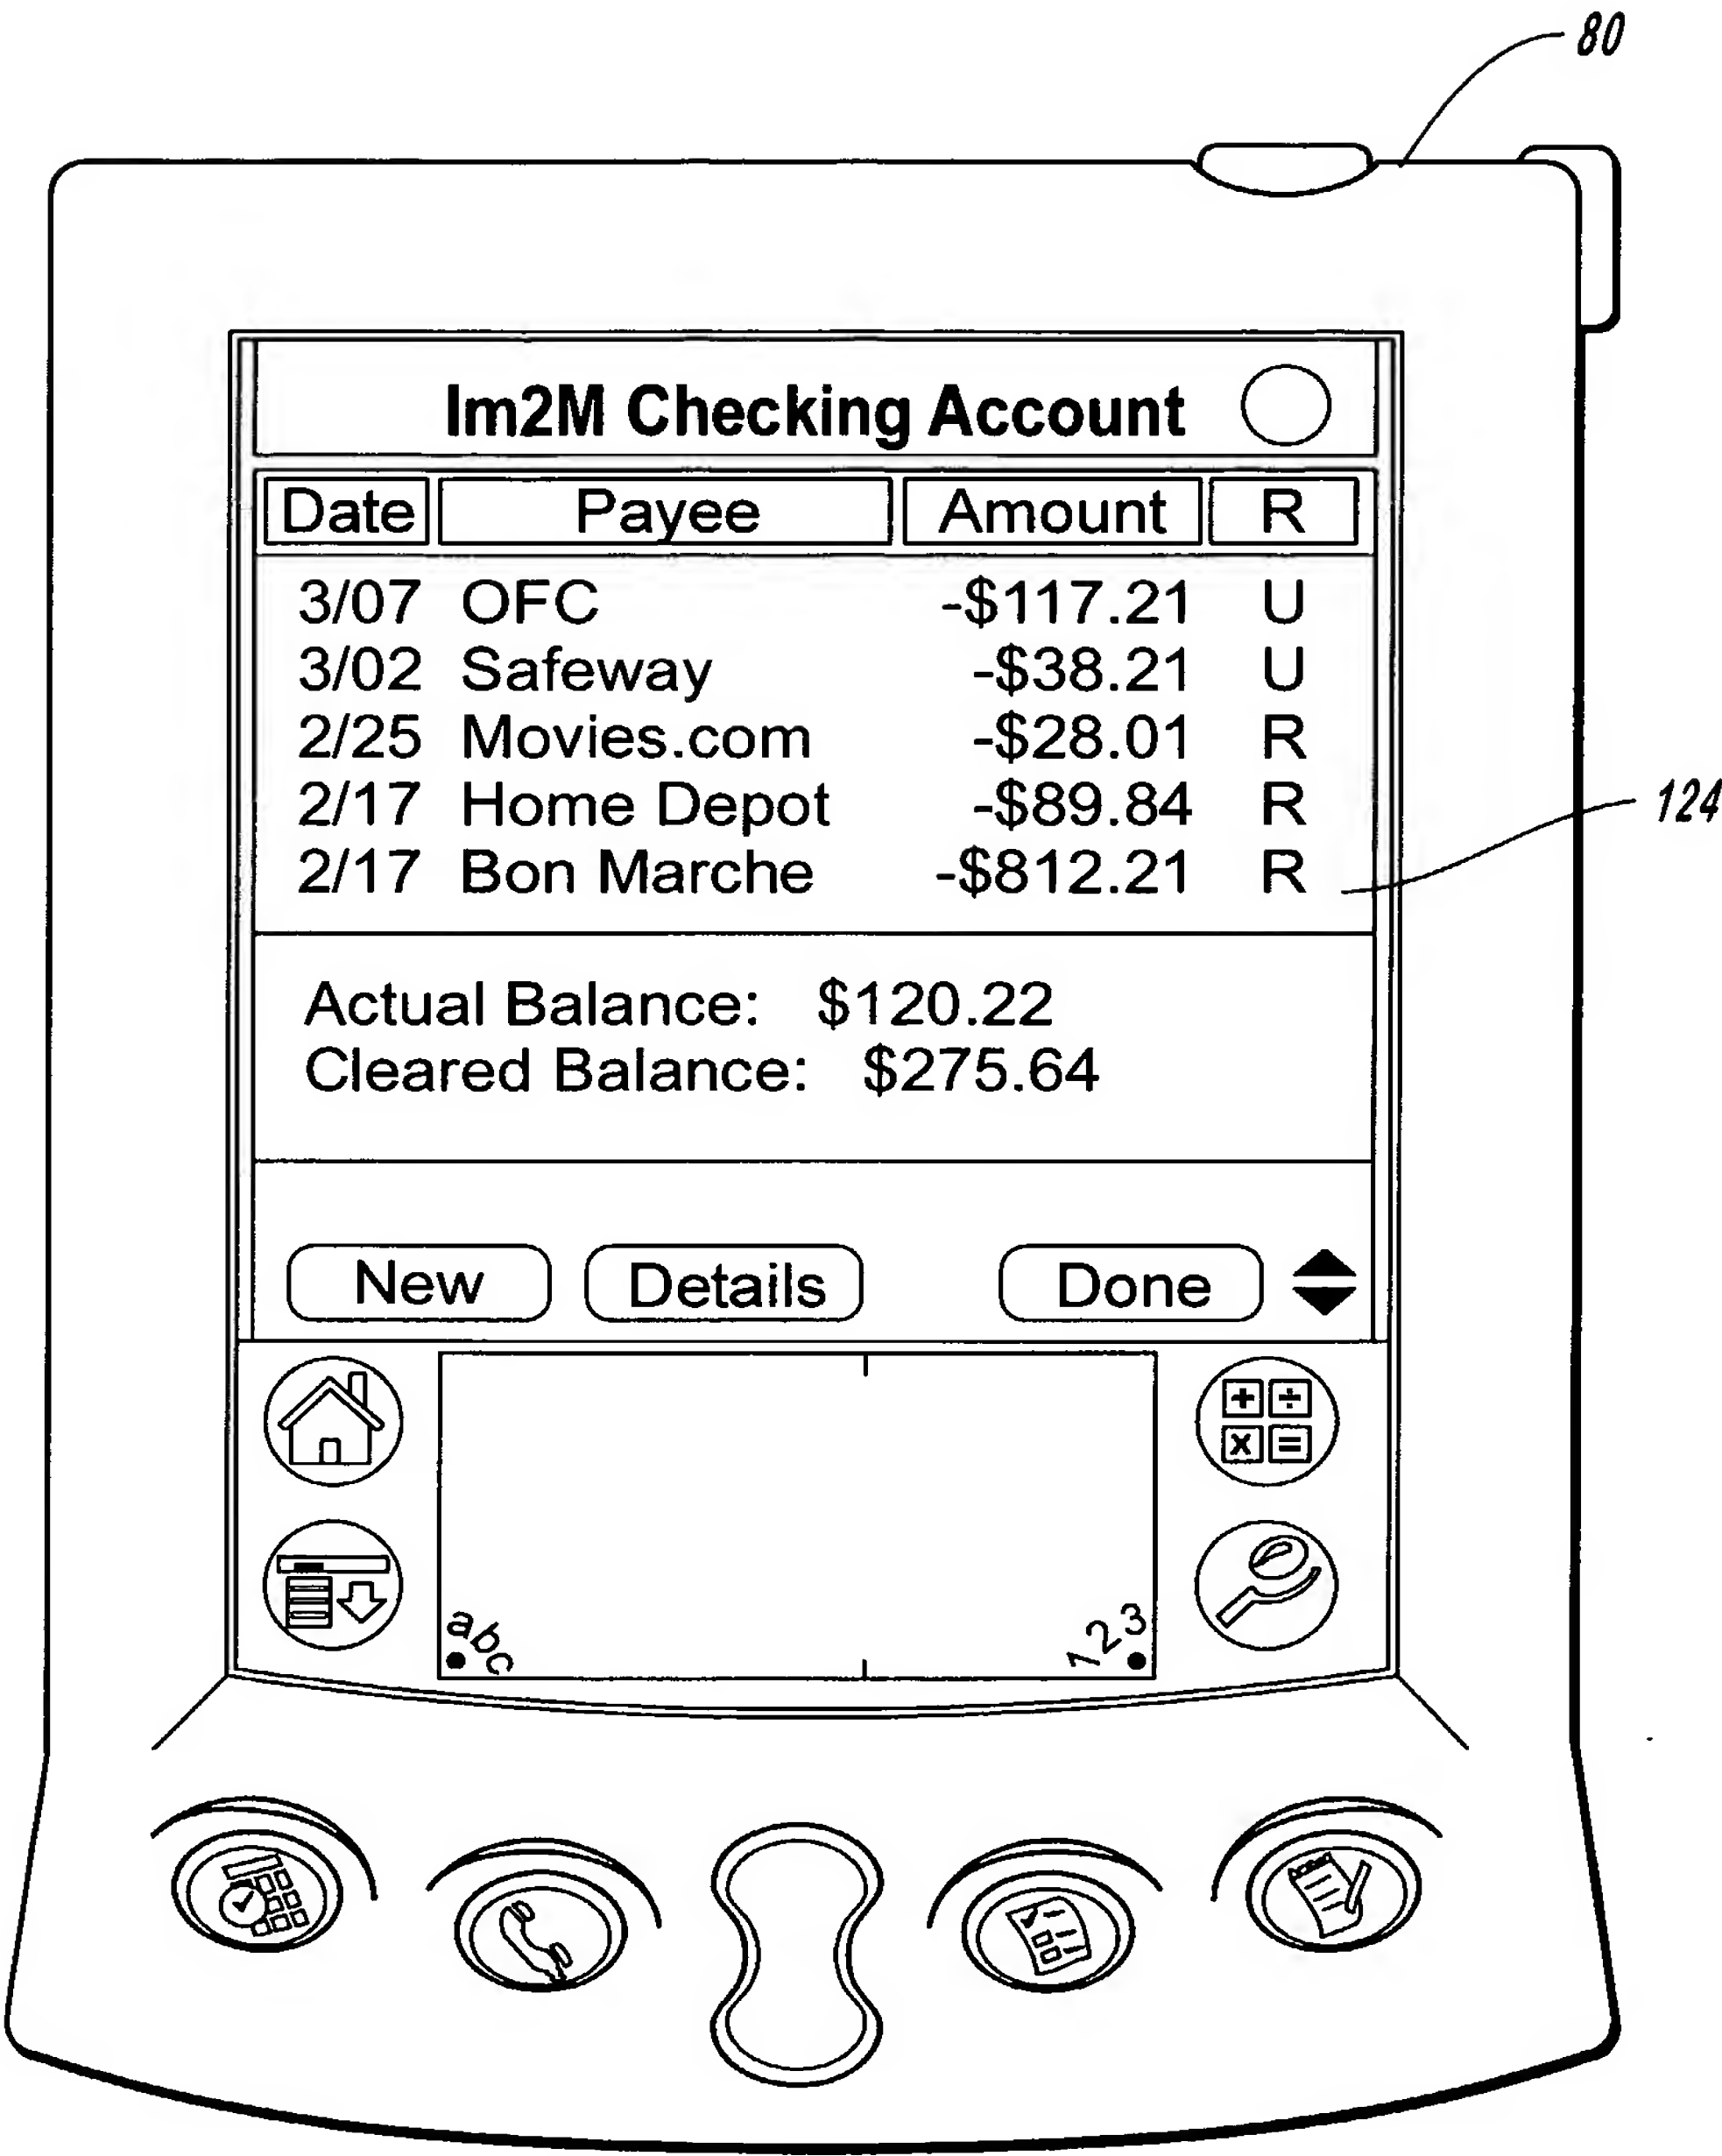 80
Im2M Checking Account
Date Payee Amount R
3/07 OFC -$117.21 U
3/02 Safeway -$38.21 U
2/25 Movies.com -$28.01 R
2/17 Home Depot -$89.84 R
124
2/17 Bon Marche -$812.21 R
Actual Balance: $120.22
Cleared Balance: $275.64
New Details Done
+ ÷
x =
abc 123